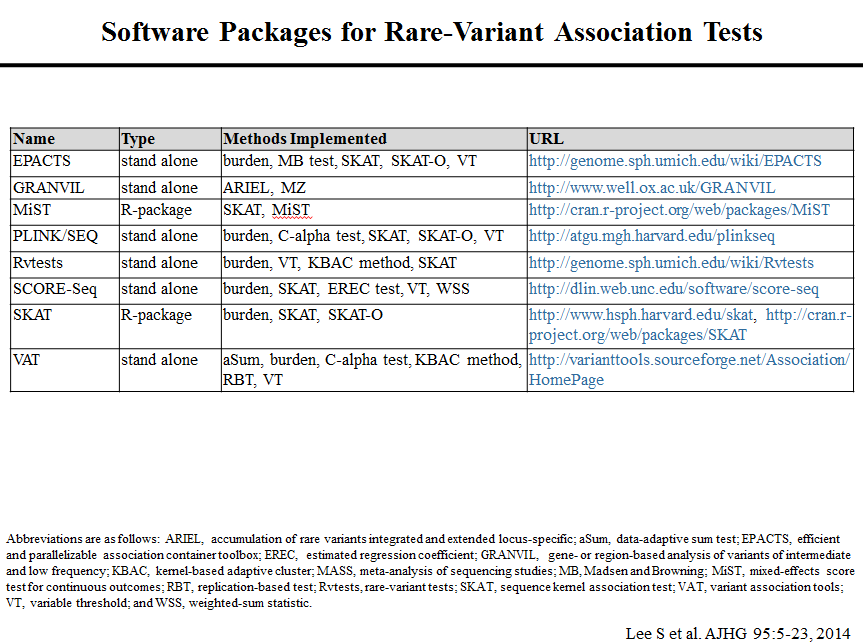 Software Packages for Rare-Variant Association Tests
Name Type Methods Implemented URL
EPACTS stand alone burden, MB test, SKAT, SKAT-O, VT http://genome.sph.umich.edu/wiki/EPACTS
GRANVIL stand alone ARIEL, MZ http://www.well.ox.ac.uk/GRANVIL
MiST R-package SKAT, MiST http://cran.r-project.org/web/packages/MiST
PLINK/SEQ stand alone burden, C-alpha test, SKAT, SKAT-O, VT http://atgu.mgh.harvard.edu/plinkseq
Rvtests stand alone burden, VT, KBAC method, SKAT http://genome.sph.umich.edu/wiki/Rvtests
SCORE-Seq stand alone burden, SKAT, EREC test, VT, WSS http://dlin.web.unc.edu/software/score-seq
SKAT R-package burden, SKAT, SKAT-O http://www.hsph.harvard.edu/skat, http://cran.r-
project.org/web/packages/SKAT
VAT stand alone aSum, burden, C-alpha test, KBAC method, http://varianttools.sourceforge.net/Association/
RBT, VT HomePage
Abbreviations are as follows: ARIEL, accumulation of rare variants integrated and extended locus-specific; aSum, data-adaptive sum test; EPACTS, efficient
and parallelizable association container toolbox; EREC, estimated regression coefficient; GRANVIL, gene- or region-based analysis of variants of intermediate
and low frequency; KBAC, kernel-based adaptive cluster; MASS, meta-analysis of sequencing studies; MB, Madsen and Browning; MiST, mixed-effects score
test for continuous outcomes; RBT, replication-based test; Rvtests, rare-variant tests; SKAT, sequence kernel association test; VAT, variant association tools;
VT, variable threshold; and WSS, weighted-sum statistic.
Lee S et al. AJHG 95:5-23, 2014